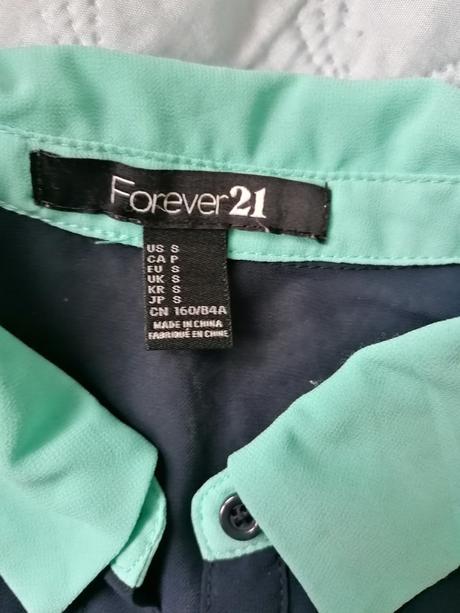 Forever21
US S
CA P
EU S
UK S
KR S
JP S
CN 160/84A
MADE IN CHINA
FABRIQUÉ EN CHINE